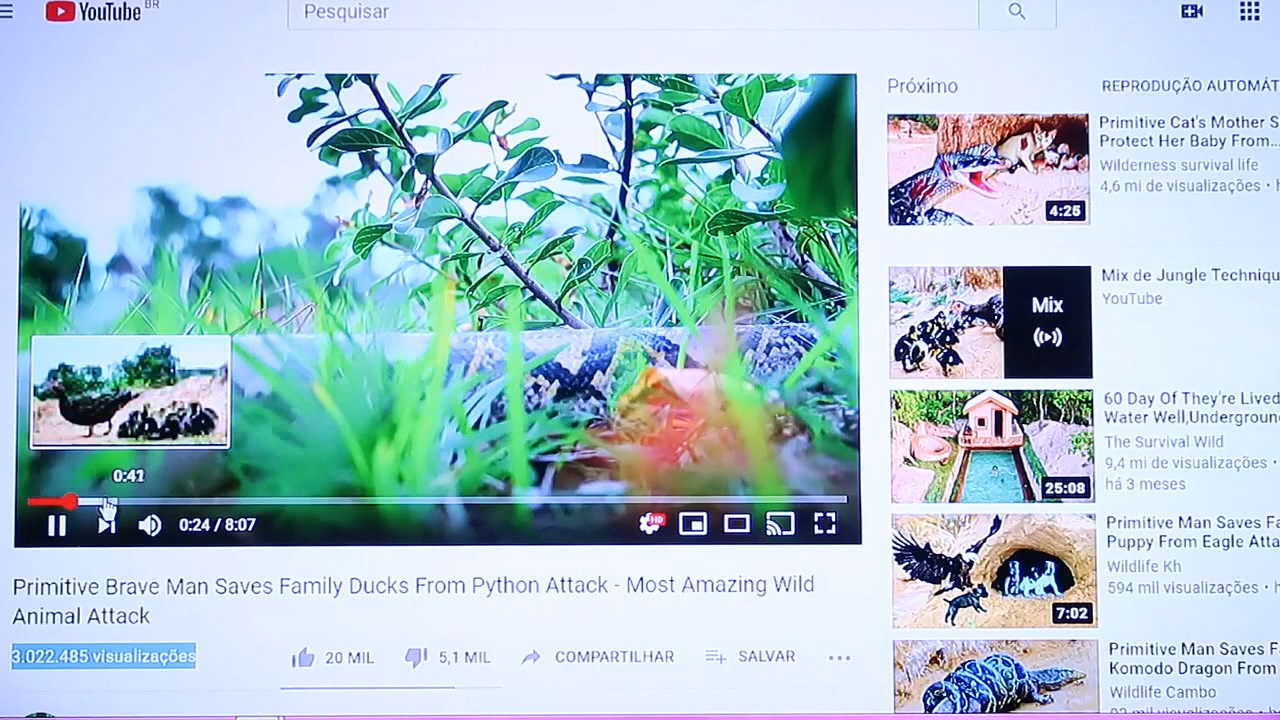 YouTube BR
Pesquisar
0:41
0:24 / 8:07
HD
Primitive Brave Man Saves Family Ducks From Python Attack - Most Amazing Wild
Animal Attack
3.022.485 visualizações
20 MIL
5,1 MIL
COMPARTILHAR
SALVAR
Próximo
REPRODUÇÃO AUTOMÁT
Primitive Cat's Mother S
Protect Her Baby From...
Wilderness survival life
4,6 mi de visualizações • h
4:25
Mix de Jungle Techniqu
YouTube
Mix
60 Day Of They're Lived
Water Well,Undergroun
The Survival Wild
9,4 mi de visualizações •
há 3 meses
25:08
Primitive Man Saves Fa
Puppy From Eagle Atta
Wildlife Kh
594 mil visualizações • h
7:02
Primitive Man Saves F
Komodo Dragon From
Wildlife Cambo